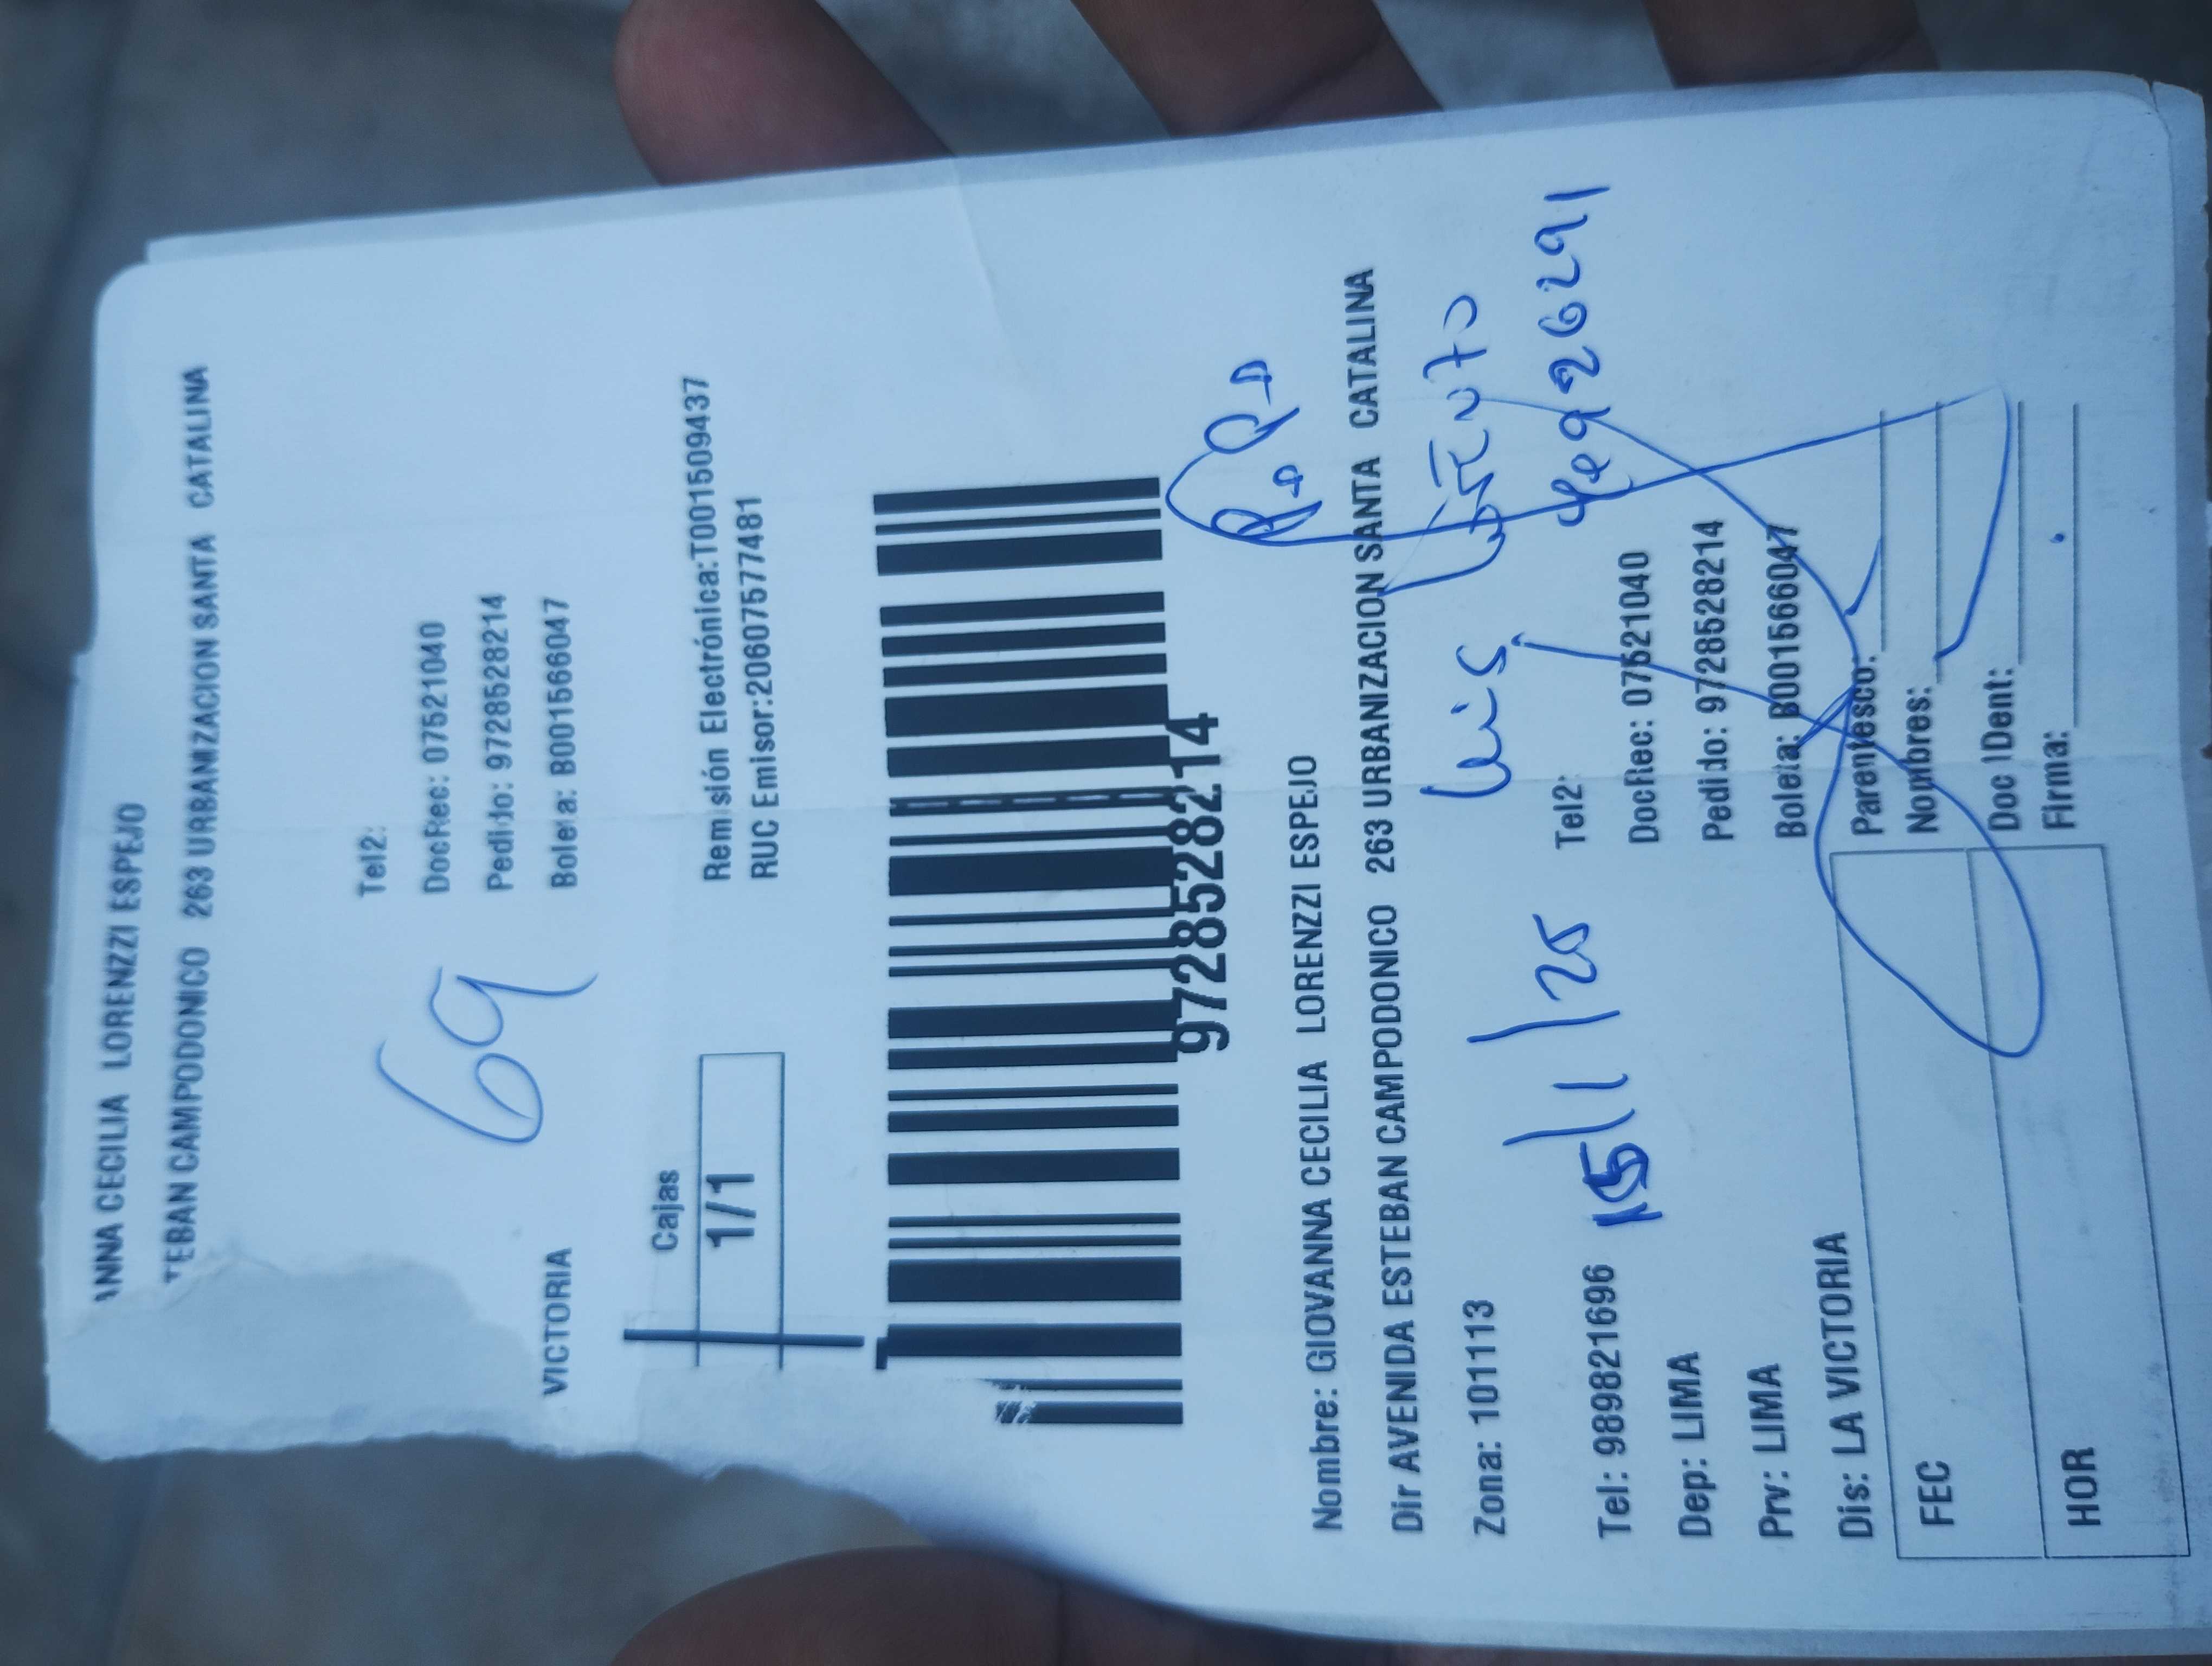 ANNA CECILIA LORENZZI ESPEJO
TEBAN CAMPODONICO 263 URBANIZACION SANTA CATALINA
Tel2:
DocRec: 07521040
69
Pedido: 9728528214
VICTORIA
Boleta: B001566047
Cajas
1/1
Remisión Electrónica:T001509437
RUC Emisor:20607577481
9728528214
Nombre: GIOVANNA CECILIA LORENZZI ESPEJO
Dir AVENIDA ESTEBAN CAMPODONICO 263 URBANIZACION SANTA CATALINA
Zona: 101113
Luis
Tel: 989821696
15/1/25
Tel2:
Dep: LIMA
DocRec: 07521040
Prv: LIMA
Pedido: 9728528214
Dis: LA VICTORIA
Boleta: B001566047
FEC
Parentesco:
Nombres:
HOR
Doc IDent:
Firma: